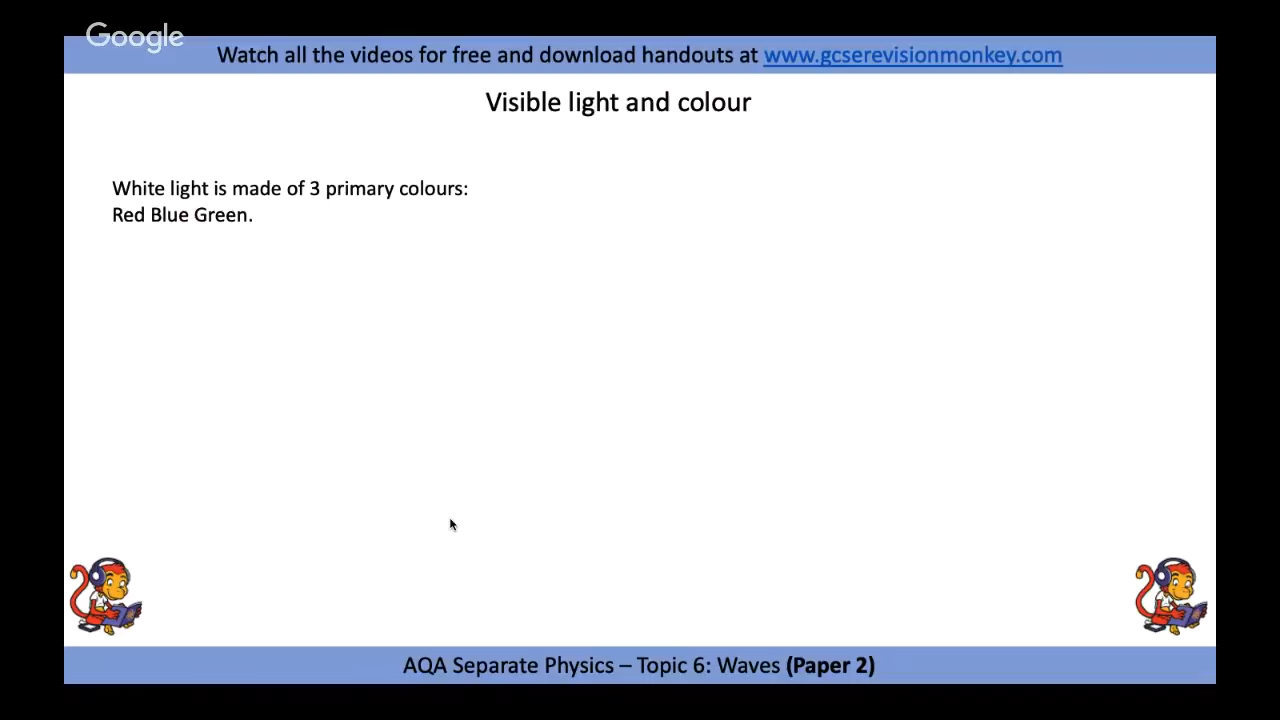 Google
Watch all the videos for free and download handouts at www.gcserevisionmonkey.com
Visible light and colour
White light is made of 3 primary colours:
Red Blue Green.
AQA Separate Physics – Topic 6: Waves (Paper 2)